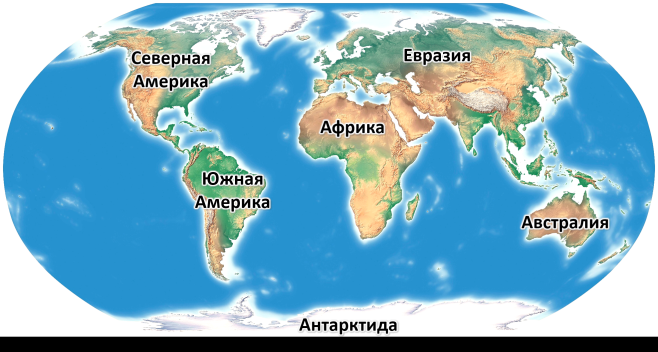 Северная
Америка
Евразия
Африка
Южная
Америка
Австралия
Антарктида